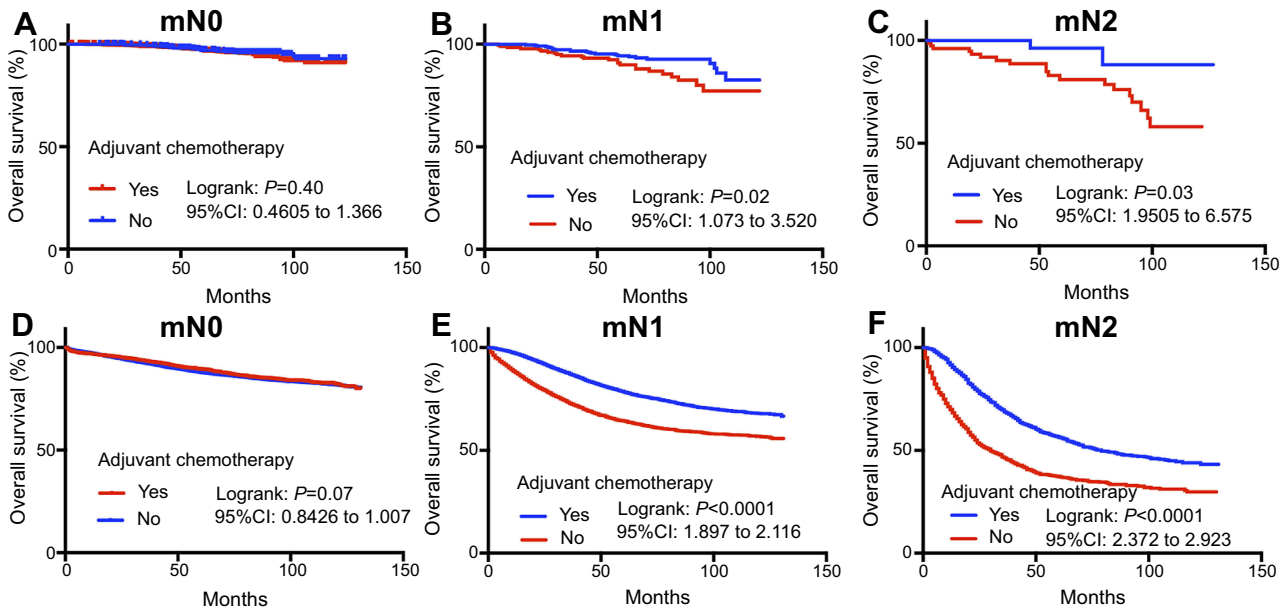 A
mN0
Overall survival (%)
100
50
0
Adjuvant chemotherapy
Yes
No
Logrank: P=0.40
95%CI: 0.4605 to 1.366
0 50 100 150
Months
B
mN1
Overall survival (%)
100
50
0
Adjuvant chemotherapy
Yes
No
Logrank: P=0.02
95%CI: 1.073 to 3.520
0 50 100 150
Months
C
mN2
Overall survival (%)
100
50
0
Adjuvant chemotherapy
Yes
No
Logrank: P=0.03
95%CI: 1.9505 to 6.575
0 50 100 150
Months
D
mN0
Overall survival (%)
100
50
0
Adjuvant chemotherapy
Yes
No
Logrank: P=0.07
95%CI: 0.8426 to 1.007
0 50 100 150
Months
E
mN1
Overall survival (%)
100
50
0
Adjuvant chemotherapy
Yes
No
Logrank: P<0.0001
95%CI: 1.897 to 2.116
0 50 100 150
Months
F
mN2
Overall survival (%)
100
50
0
Adjuvant chemotherapy
Yes
No
Logrank: P<0.0001
95%CI: 2.372 to 2.923
0 50 100 150
Months